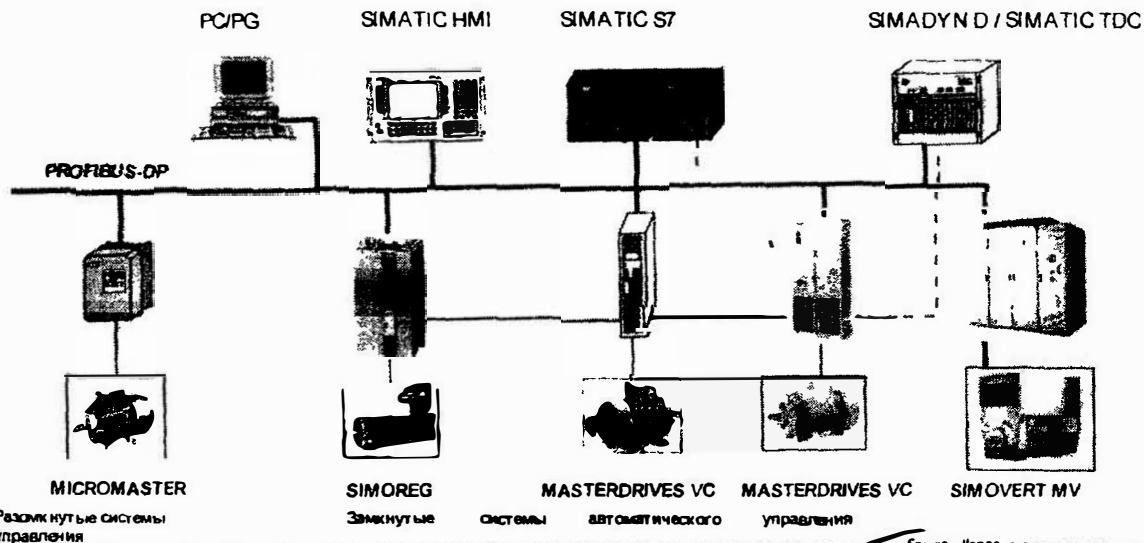 PC/PG
SIMATIC HMI
SIMATIC S7
SIMADYN D / SIMATIC TDC
PROFIBUS-DP
MICROMASTER
SIMOREG
MASTERDRIVES VC
MASTERDRIVES VC
SIMOVERT MV
Разомкнутые системы
управления
Замкнутые системы автоматического управления